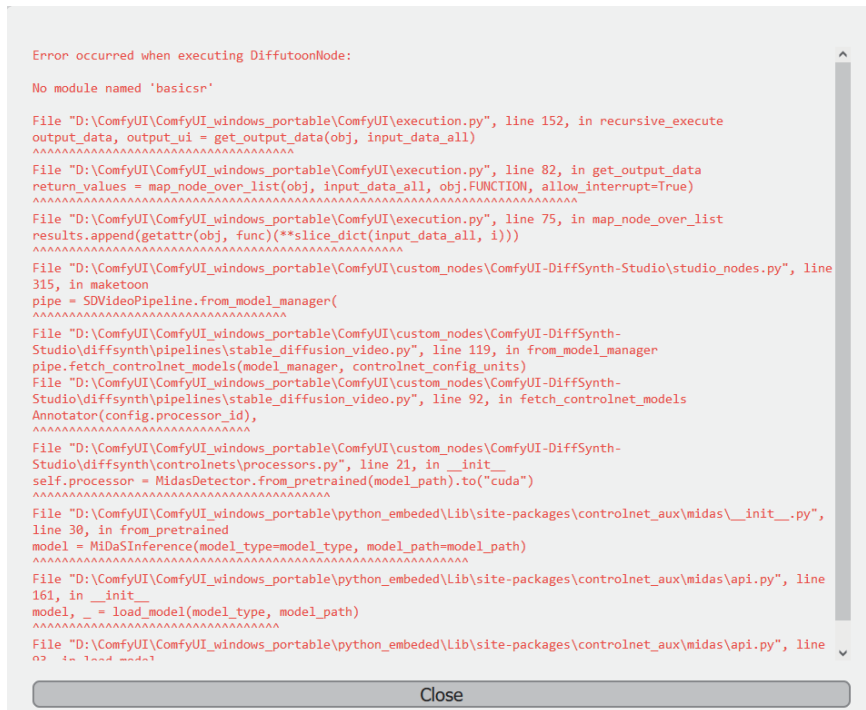 Error occurred when executing DiffutoonNode:
No module named 'basicsr'
File "D:\ComfyUI\ComfyUI_windows_portable\ComfyUI\execution.py", line 152, in recursive_execute
output_data, output_ui = get_output_data(obj, input_data_all)
^^^^^^^^^^^^^^^^^^^^^^^^^^^^^^^^^^^^
File "D:\ComfyUI\ComfyUI_windows_portable\ComfyUI\execution.py", line 82, in get_output_data
return_values = map_node_over_list(obj, input_data_all, obj.FUNCTION, allow_interrupt=True)
^^^^^^^^^^^^^^^^^^^^^^^^^^^^^^^^^^^^^^^^^^^^^^^^^^^^^^^^^^^^^^^^^^^^^^^^^^^
File "D:\ComfyUI\ComfyUI_windows_portable\ComfyUI\execution.py", line 75, in map_node_over_list
results.append(getattr(obj, func)(**slice_dict(input_data_all, i)))
^^^^^^^^^^^^^^^^^^^^^^^^^^^^^^^^^^^^^^^^^^^^^^^^^^^
File "D:\ComfyUI\ComfyUI_windows_portable\ComfyUI\custom_nodes\ComfyUI-DiffSynth-Studio\studio_nodes.py", line
315, in maketoon
pipe = SDVideoPipeline.from_model_manager(
^^^^^^^^^^^^^^^^^^^^^^^^^^^^^^^^^^^
File "D:\ComfyUI\ComfyUI_windows_portable\ComfyUI\custom_nodes\ComfyUI-DiffSynth-
Studio\diffsynth\pipelines\stable_diffusion_video.py", line 119, in from_model_manager
pipe.fetch_controlnet_models(model_manager, controlnet_config_units)
File "D:\ComfyUI\ComfyUI_windows_portable\ComfyUI\custom_nodes\ComfyUI-DiffSynth-
Studio\diffsynth\pipelines\stable_diffusion_video.py", line 92, in fetch_controlnet_models
Annotator(config.processor_id),
^^^^^^^^^^^^^^^^^^^^^^^^^^^^^^
File "D:\ComfyUI\ComfyUI_windows_portable\ComfyUI\custom_nodes\ComfyUI-DiffSynth-
Studio\diffsynth\controlnets\processors.py", line 21, in __init__
self.processor = MidasDetector.from_pretrained(model_path).to("cuda")
^^^^^^^^^^^^^^^^^^^^^^^^^^^^^^^^^^^^^^^^^
File "D:\ComfyUI\ComfyUI_windows_portable\python_embeded\Lib\site-packages\controlnet_aux\midas\__init__.py",
line 30, in from_pretrained
model = MiDaSInference(model_type=model_type, model_path=model_path)
^^^^^^^^^^^^^^^^^^^^^^^^^^^^^^^^^^^^^^^^^^^^^^^^^^^^^^^^^^^^
File "D:\ComfyUI\ComfyUI_windows_portable\python_embeded\Lib\site-packages\controlnet_aux\midas\api.py", line
161, in __init__
model, _ = load_model(model_type, model_path)
^^^^^^^^^^^^^^^^^^^^^^^^^^^^^^^^^^
File "D:\ComfyUI\ComfyUI_windows_portable\python_embeded\Lib\site-packages\controlnet_aux\midas\api.py", line
Close